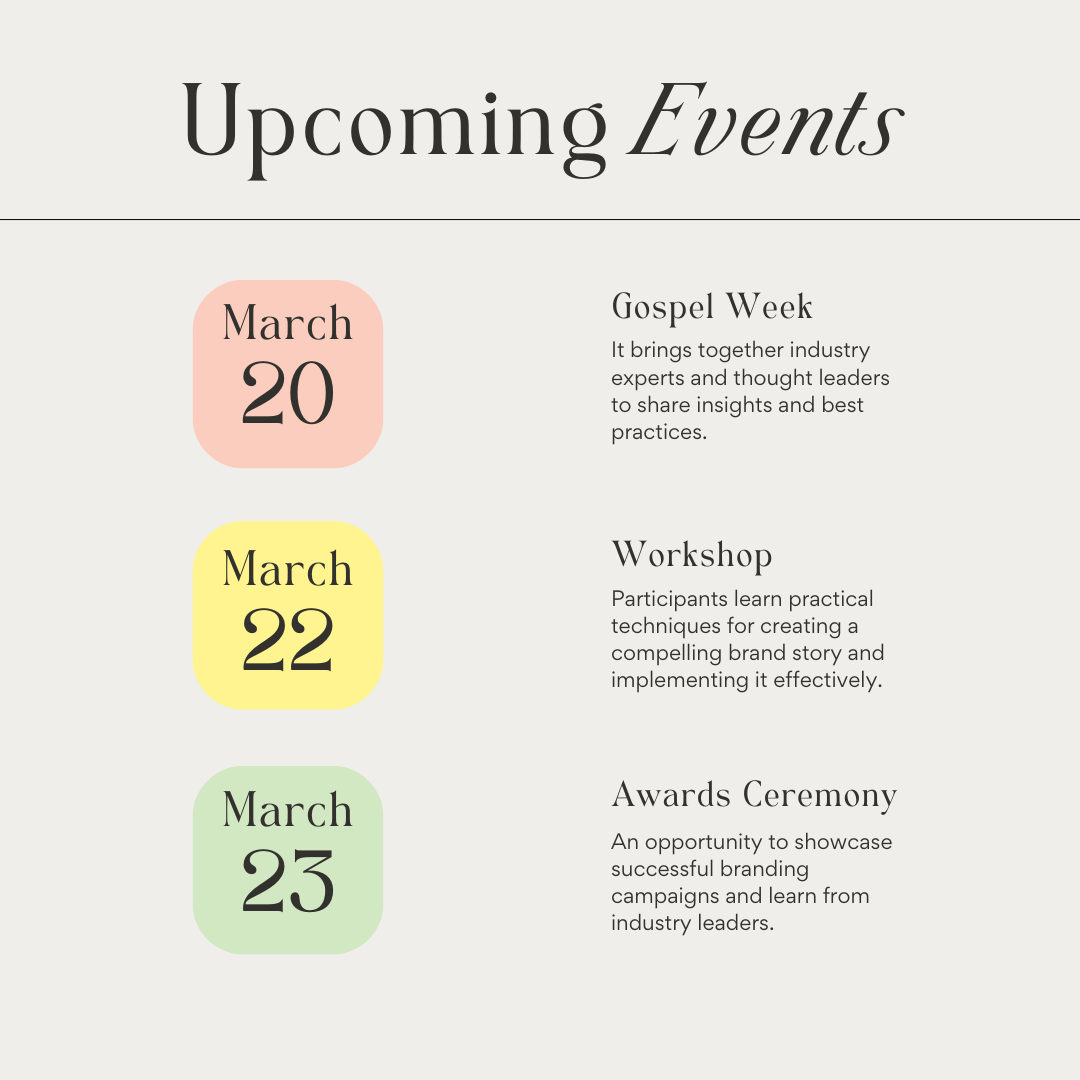 Upcoming Events
March
20
Gospel Week
It brings together industry
experts and thought leaders
to share insights and best
practices.
March
22
Workshop
Participants learn practical
techniques for creating a
compelling brand story and
implementing it effectively.
March
23
Awards Ceremony
An opportunity to showcase
successful branding
campaigns and learn from
industry leaders.